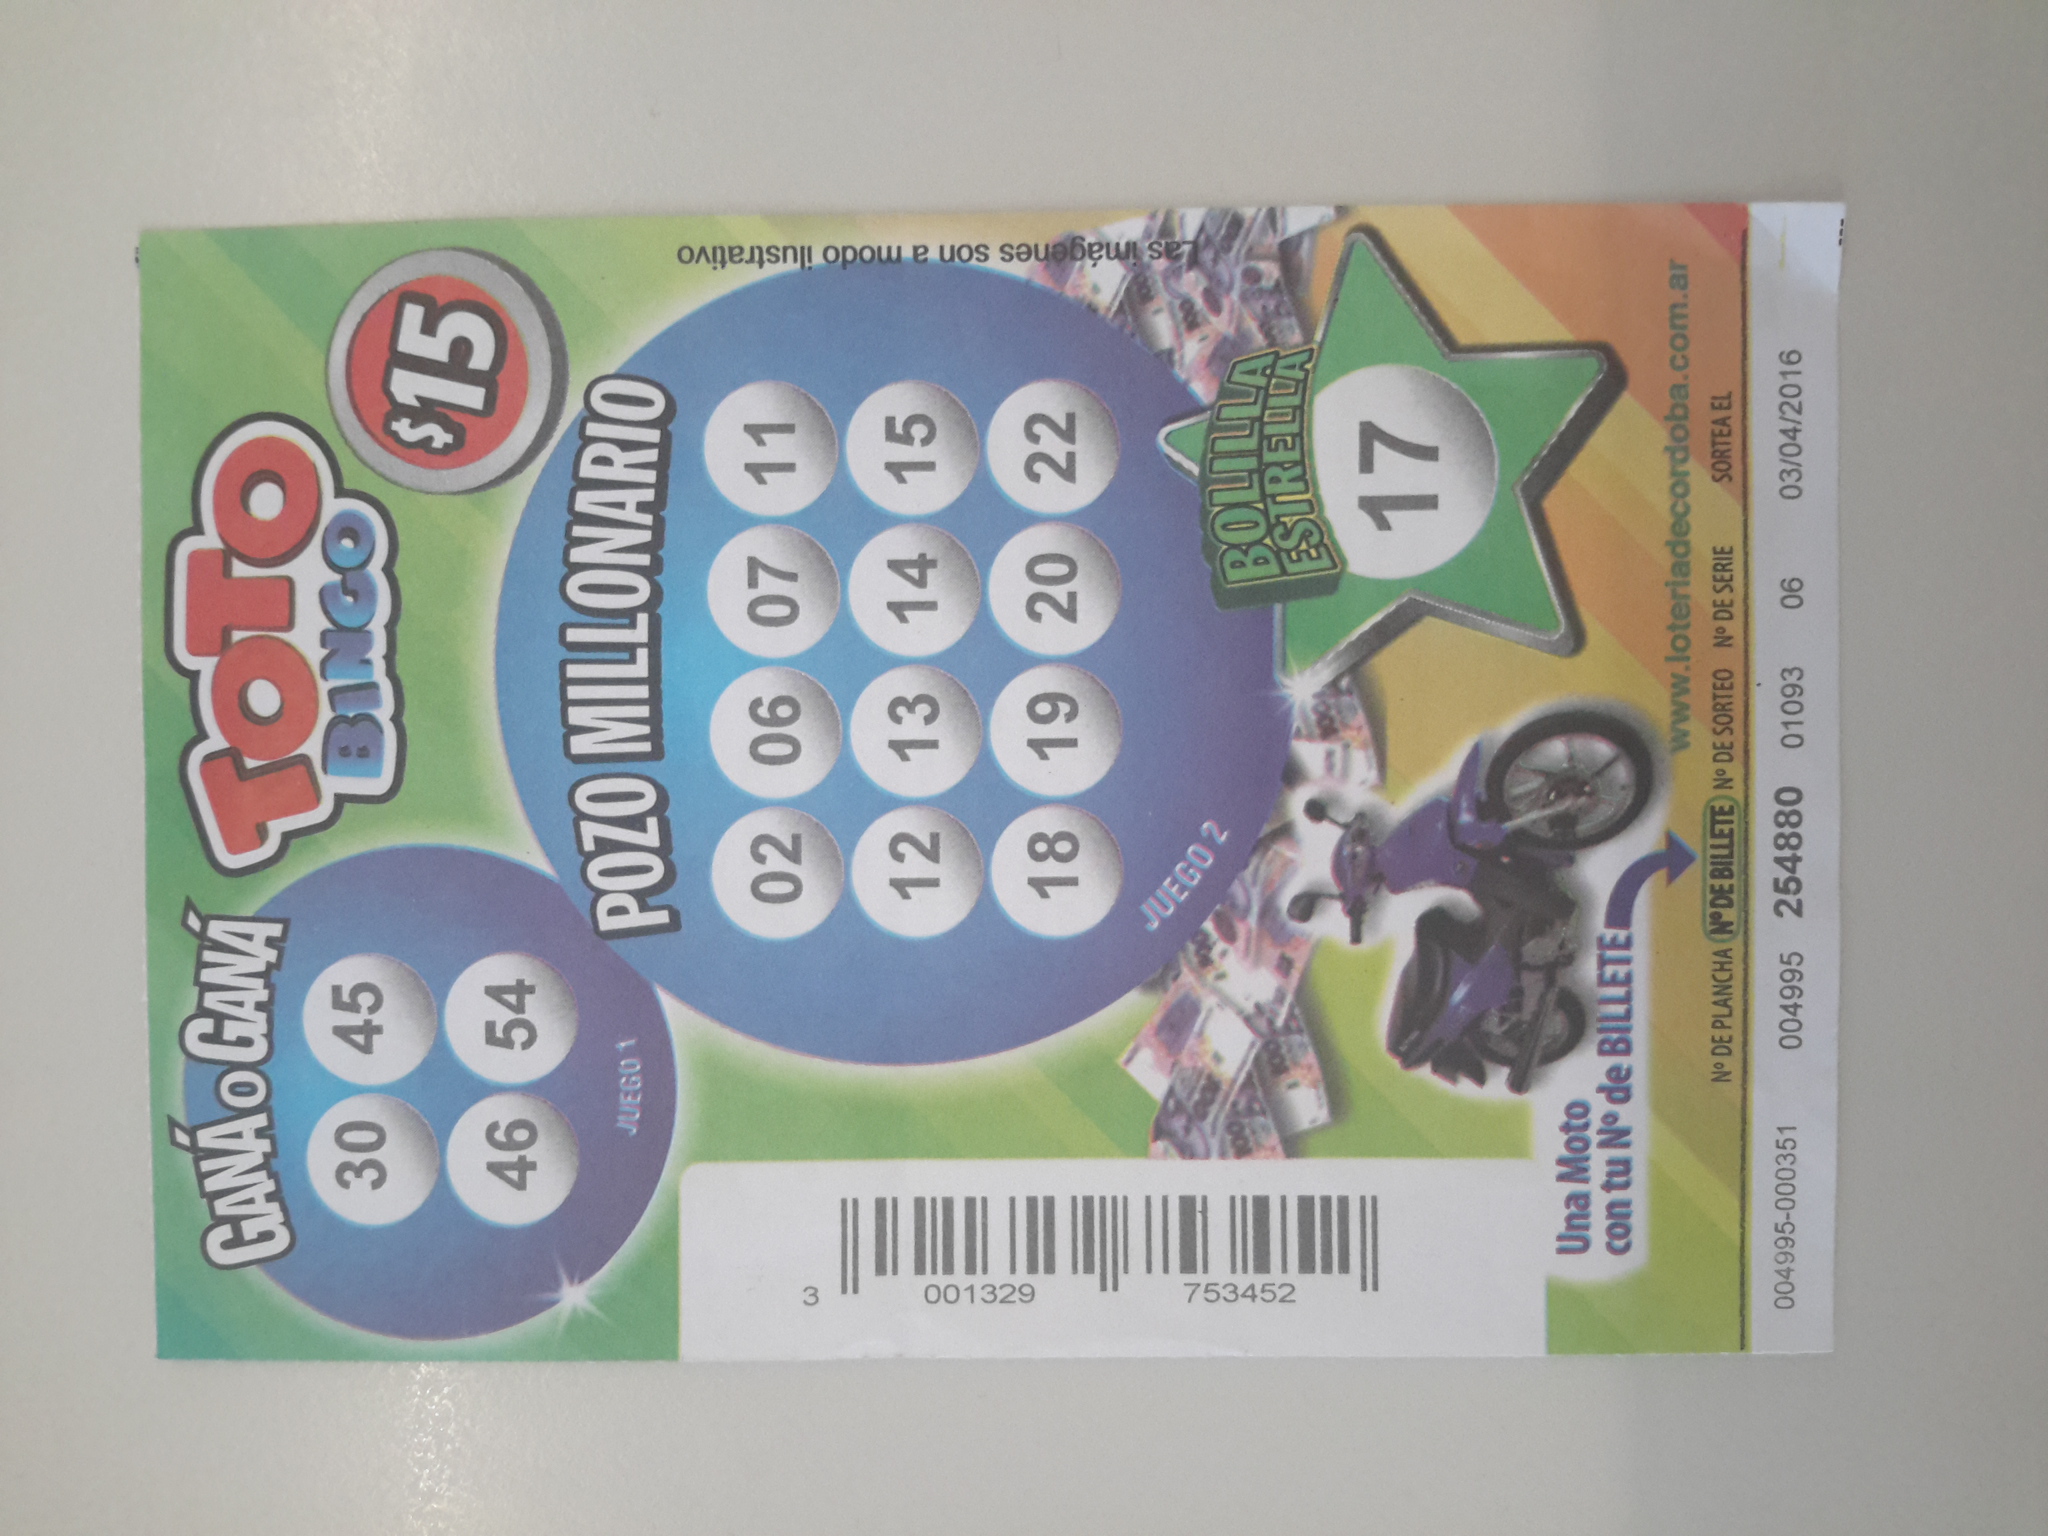 GANÁ o GANÁ
30 45
46 54
JUEGO 1
TOTO
BINGO
$15
POZO MILLONARIO
02 06 07 11
12 13 14 15
18 19 20 22
JUEGO 2
3 001329 753452
Las imágenes son a modo ilustrativo
BOLILLA
ESTRELLA
17
Una Moto
con tu Nº de BILLETE
www.loteriadecordoba.com.ar
Nº DE PLANCHA Nº DE BILLETE Nº DE SORTEO Nº DE SERIE SORTEA EL
004995-000351 004995 254880 01093 06 03/04/2016